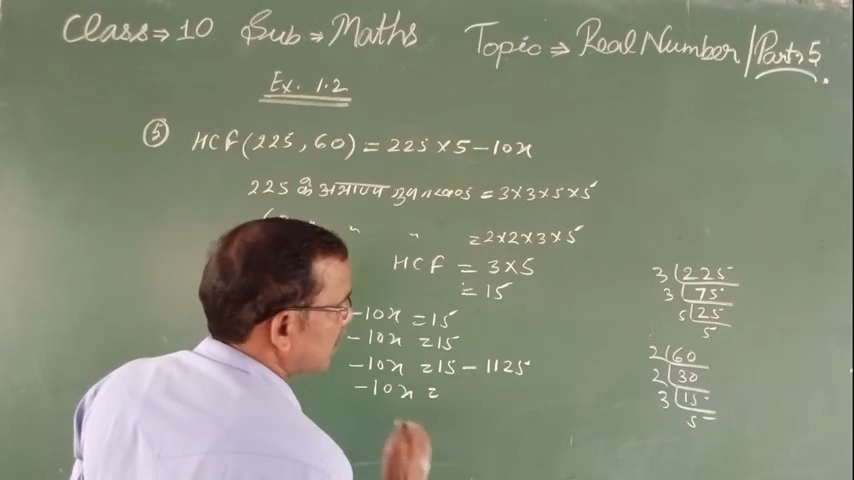 Class⇒10 Sub⇒Maths Topic⇒Real Number/Part⇒5.
Ex. 1.2
⑤ HCF(225, 60) = 225×5-10x
225 के अभाज्य गुणनखंड = 3×3×5×5
" " = 2×2×3×5
HCF = 3×5
= 15
-10x = 15
-10x = 15
-10x = 15 - 1125
-10x =
3 225
3 75
5 25
5
2 60
2 30
3 15
5